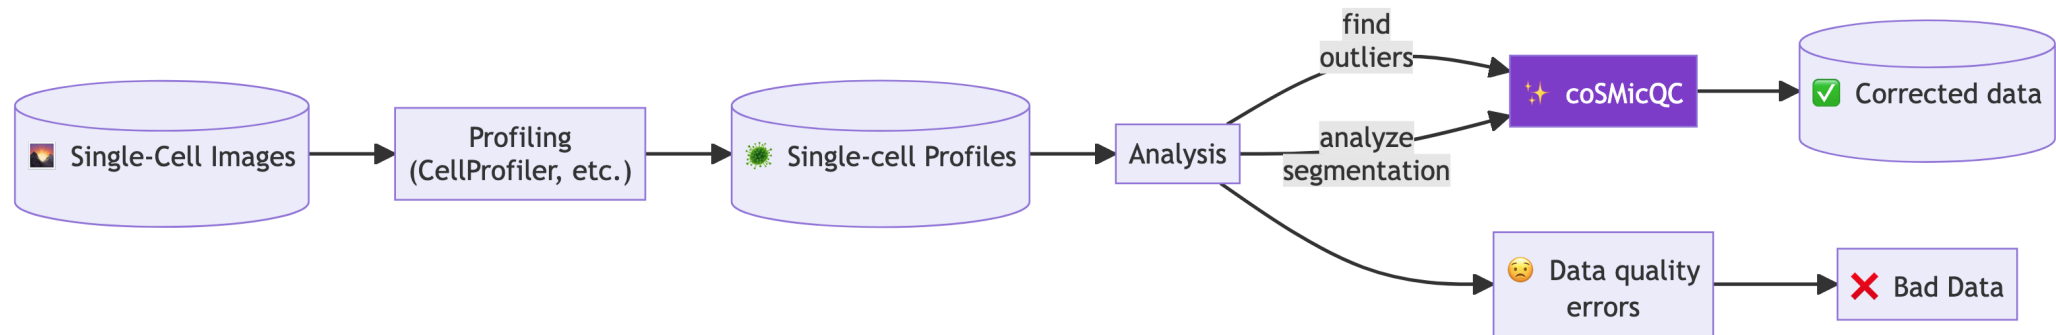 Single-Cell Images
Profiling
(CellProfiler, etc.)
Single-cell Profiles
Analysis
find
outliers
analyze
segmentation
coSMicQC
Corrected data
Data quality
errors
Bad Data